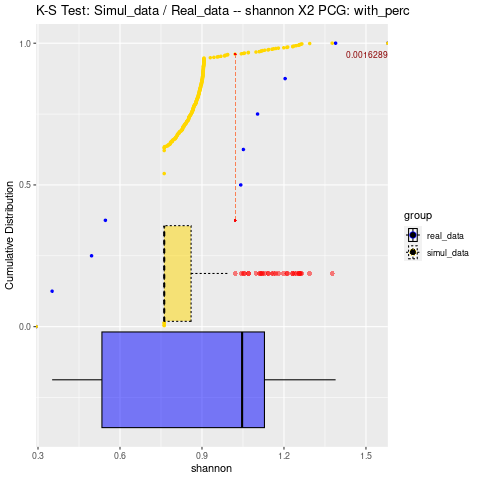 K-S Test: Simul_data / Real_data -- shannon X2 PCG: with_perc
1.0
0.0016289
0.5
0.0
Cumulative Distribution
0.3
0.6
0.9
1.2
1.5
shannon
group
real_data
simul_data